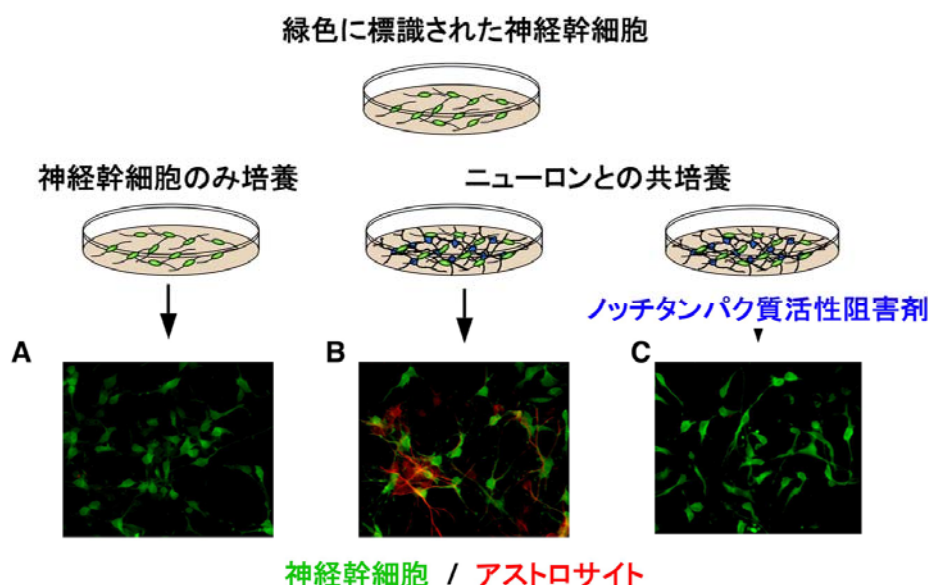 緑色に標識された神経幹細胞
神経幹細胞のみ培養
ニューロンとの共培養
ノッチタンパク質活性阻害剤
A
B
C
神経幹細胞 / アストロサイト